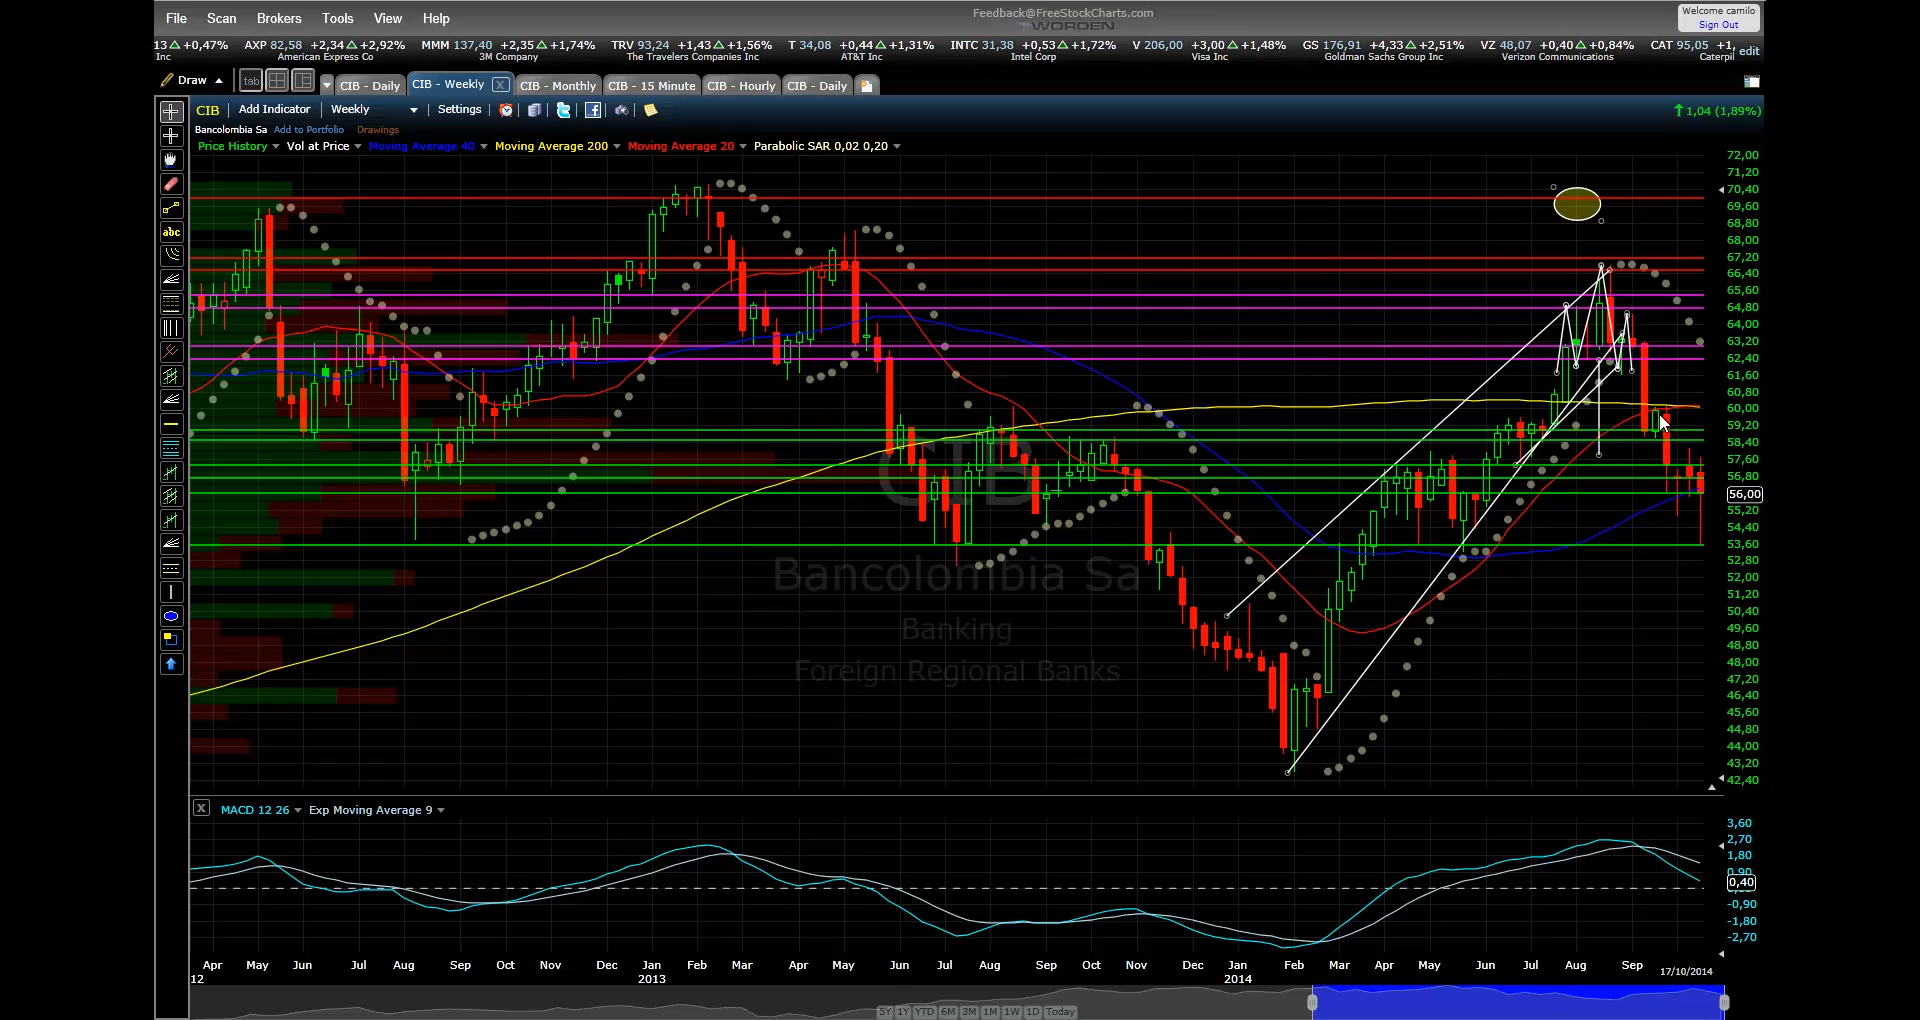 Feedback@FreeStockCharts.com
WORDEN
File Scan Brokers Tools View Help
Welcome camilo
Sign Out
13 +0,47% AXP 82,58 +2,34 +2,92% MMM 137,40 +2,35 +1,74% TRV 93,24 +1,43 +1,56% T 34,08 +0,44 +1,31% INTC 31,38 +0,53 +1,72% V 206,00 +3,00 +1,48% GS 176,91 +4,33 +2,51% VZ 48,07 +0,40 +0,84% CAT 95,05 +1, edit
Inc American Express Co 3M Company The Travelers Companies Inc AT&T Inc Intel Corp Visa Inc Goldman Sachs Group Inc Verizon Communications Caterpil
Draw tab CIB - Daily CIB - Weekly X CIB - Monthly CIB - 15 Minute CIB - Hourly CIB - Daily
CIB Add Indicator Weekly Settings 1,04 (1,89%)
Bancolombia Sa Add to Portfolio Drawings
Price History Vol at Price Moving Average 40 Moving Average 200 Moving Average 20 Parabolic SAR 0,02 0,20
abc
72,00
71,20
70,40
69,60
68,80
68,00
67,20
66,40
65,60
64,80
64,00
63,20
62,40
61,60
60,80
60,00
59,20
58,40
57,60
56,80
56,00
55,20
54,40
53,60
52,80
52,00
51,20
50,40
49,60
48,80
48,00
47,20
46,40
45,60
44,80
44,00
43,20
42,40
CIB
Bancolombia Sa
Banking
Foreign Regional Banks
X MACD 12 26 Exp Moving Average 9
3,60
2,70
1,80
0,90
0,40
-0,90
-1,80
-2,70
Apr May Jun Jul Aug Sep Oct Nov Dec Jan Feb Mar Apr May Jun Jul Aug Sep Oct Nov Dec Jan Feb Mar Apr May Jun Jul Aug Sep 17/10/2014
12 2013 2014
5Y 1Y YTD 6M 3M 1M 1W 1D Today